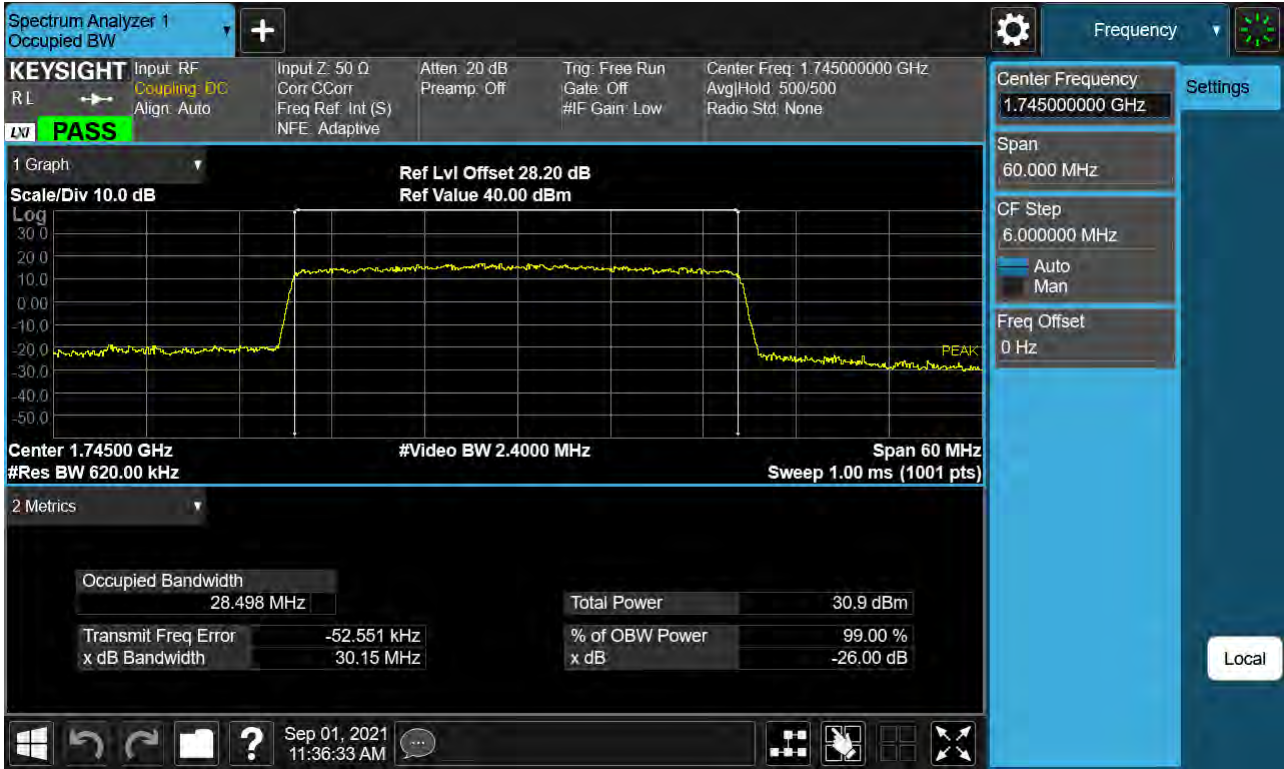 Spectrum Analyzer 1
Occupied BW
Frequency
KEYSIGHT
RL
LXI PASS
Input: RF
Coupling: DC
Align: Auto
Input Z: 50 Ω
Corr CCorr
Freq Ref: Int (S)
NFE: Adaptive
Atten: 20 dB
Preamp: Off
Trig: Free Run
Gate: Off
#IF Gain: Low
Center Freq: 1.745000000 GHz
Avg|Hold: 500/500
Radio Std: None
Center Frequency
1.745000000 GHz
Settings
Span
60.000 MHz
CF Step
6.000000 MHz
Auto
Man
Freq Offset
0 Hz
Local
1 Graph
Scale/Div 10.0 dB
Ref Lvl Offset 28.20 dB
Ref Value 40.00 dBm
Log
30.0
20.0
10.0
0.00
-10.0
-20.0
-30.0
-40.0
-50.0
PEAK
Center 1.74500 GHz
#Video BW 2.4000 MHz
Span 60 MHz
#Res BW 620.00 kHz
Sweep 1.00 ms (1001 pts)
2 Metrics
Occupied Bandwidth
28.498 MHz
Total Power 30.9 dBm
Transmit Freq Error -52.551 kHz
% of OBW Power 99.00 %
x dB Bandwidth 30.15 MHz
x dB -26.00 dB
?
Sep 01, 2021
11:36:33 AM